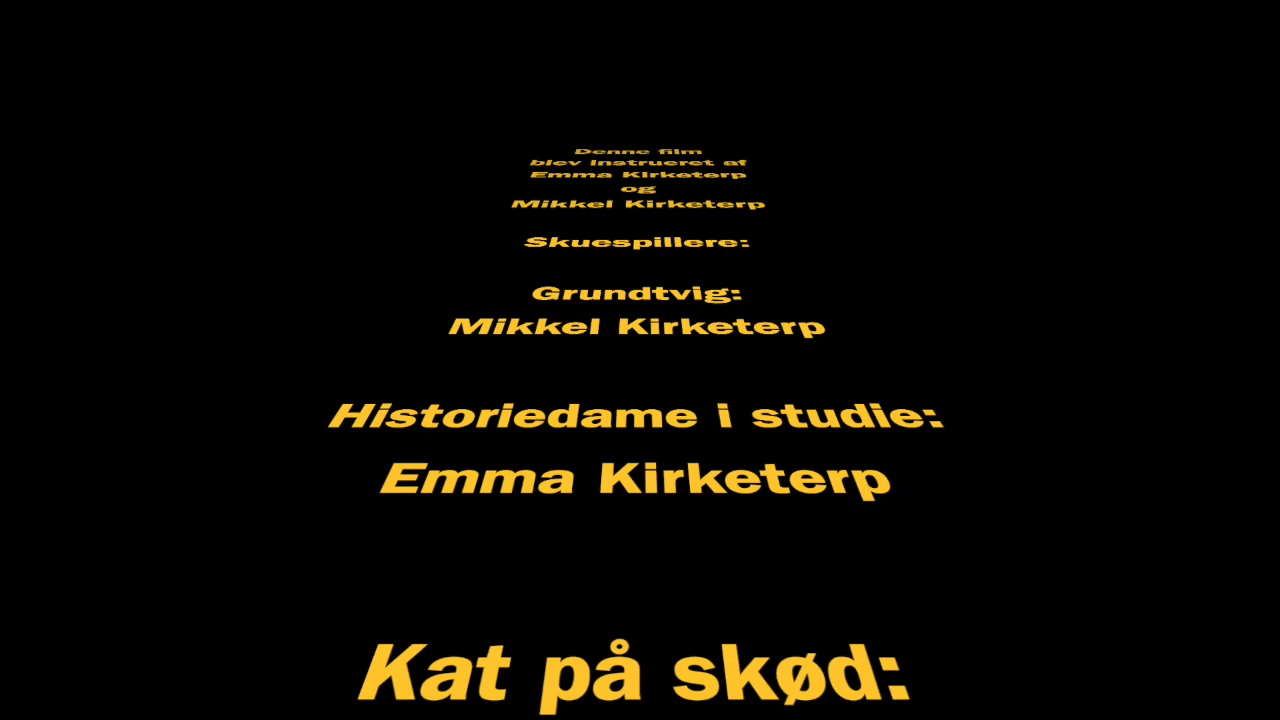 Denne film
blev instrueret af
Emma Kirketerp
og
Mikkel Kirketerp
Skuespillere:
Grundtvig:
Mikkel Kirketerp
Historiedame i studie:
Emma Kirketerp
Kat på skød: